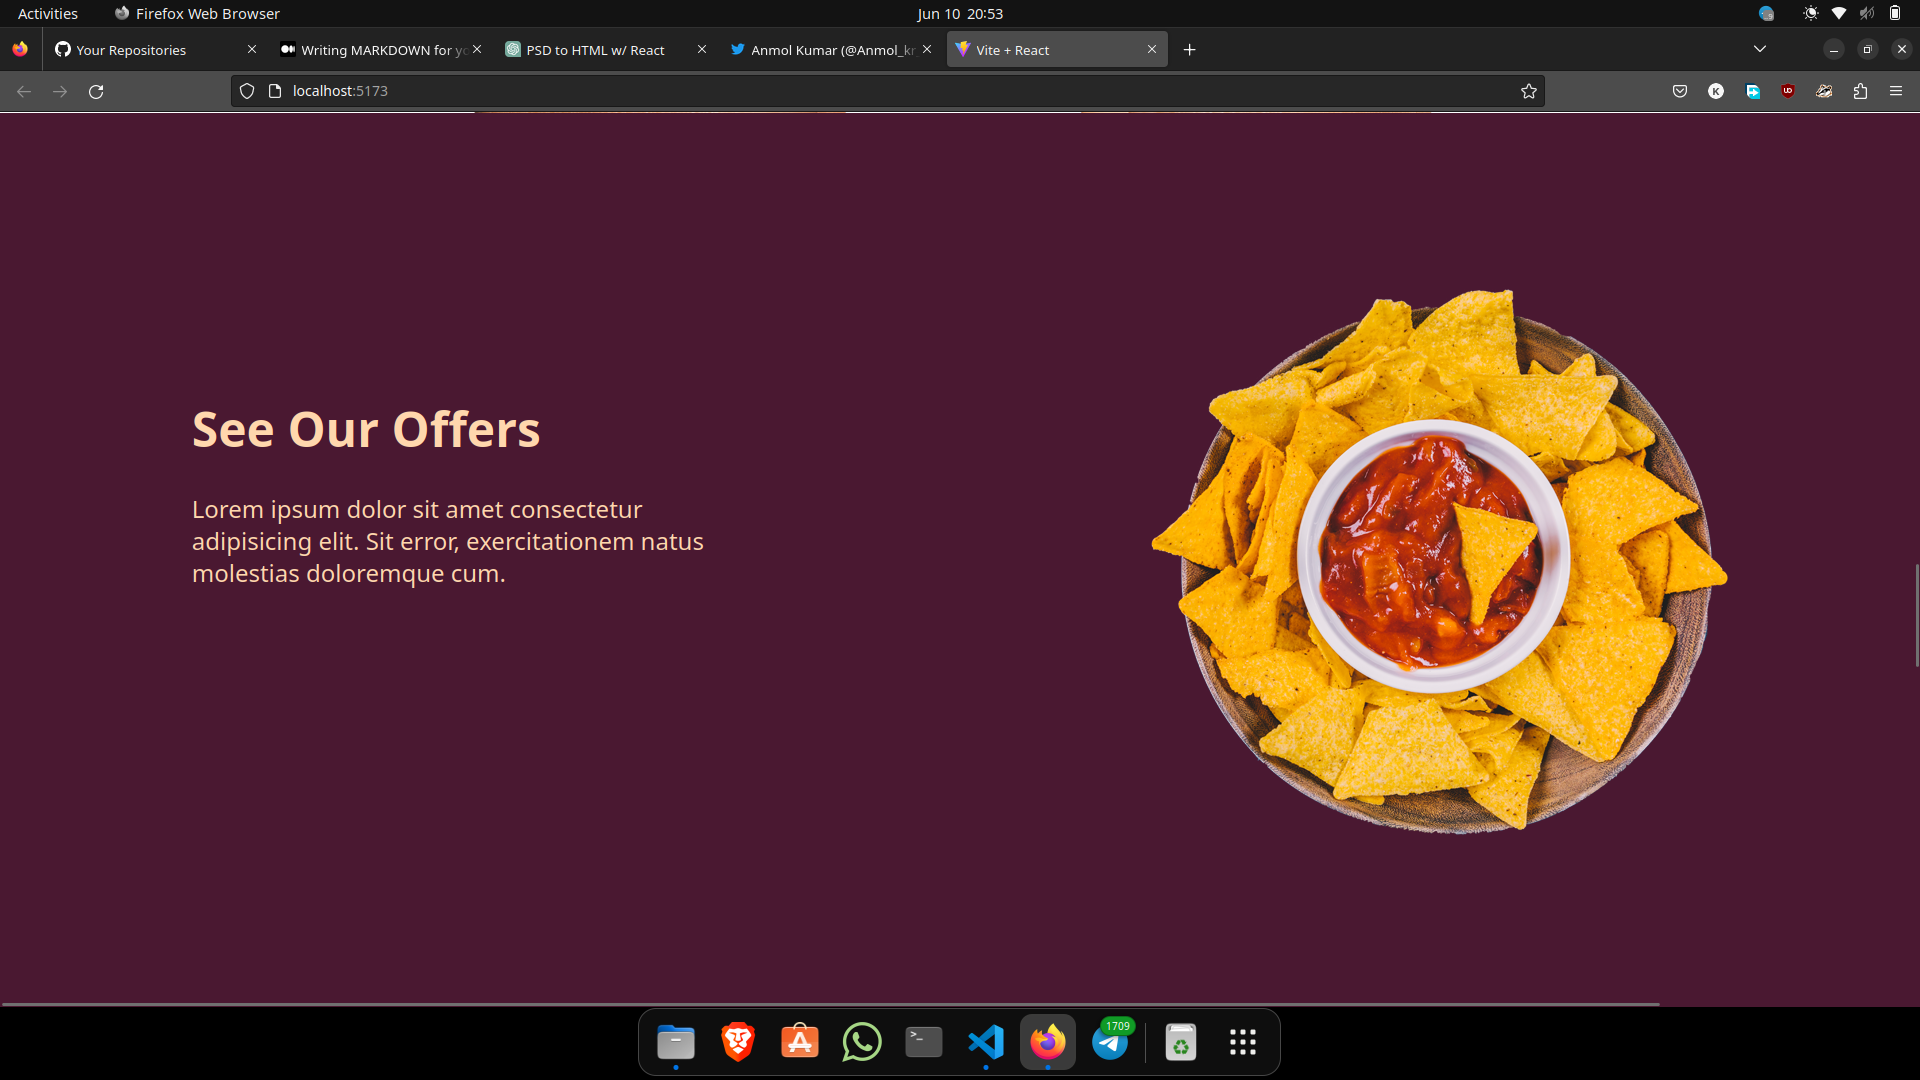 Activities
Firefox Web Browser
Jun 10 20:53
Your Repositories
Writing MARKDOWN for yo
PSD to HTML w/ React
Anmol Kumar (@Anmol_kr
Vite + React
localhost:5173
K
See Our Offers
Lorem ipsum dolor sit amet consectetur
adipisicing elit. Sit error, exercitationem natus
molestias doloremque cum.
1709